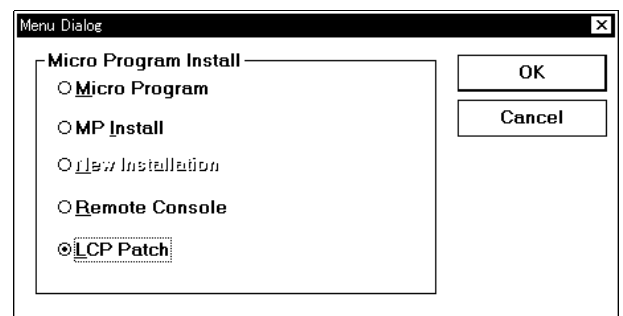 Menu Dialog
Micro Program Install
Micro Program
MP Install
New Installation
Remote Console
LCP Patch
OK
Cancel